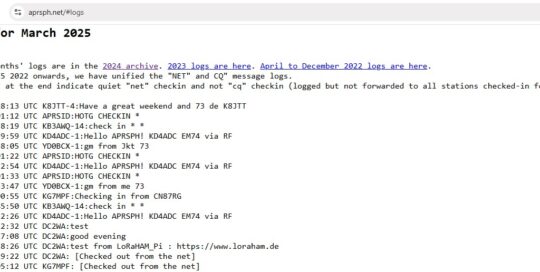 aprsph.net/#logs
or March 2025
nths' logs are in the 2024 archive. 2023 logs are here. April to December 2022 logs are here.
5 2022 onwards, we have unified the "NET" and CQ" message logs.
at the end indicate quiet "net" checkin and not "cq" checkin (logged but not forwarded to all stations checked-in f
8:13 UTC K8JTT-4:Have a great weekend and 73 de K8JTT
01:12 UTC APRSID:HOTG CHECKIN *
8:19 UTC KB3AWQ-14:check in * *
9:59 UTC KD4ADC-1:Hello APRSPH! KD4ADC EM74 via RF
8:05 UTC YD0BCX-1:gm from Jkt 73
01:22 UTC APRSID:HOTG CHECKIN *
2:54 UTC KD4ADC-1:Hello APRSPH! KD4ADC EM74 via RF
01:33 UTC APRSID:HOTG CHECKIN *
3:47 UTC YD0BCX-1:gm from me 73
00:55 UTC KG7MPF:Checking in from CN87RG
5:50 UTC KB3AWQ-14:check in * *
2:26 UTC KD4ADC-1:Hello APRSPH! KD4ADC EM74 via RF
2:32 UTC DC2WA:test
7:08 UTC DC2WA:good evening
8:26 UTC DC2WA:test from LoRaHAM_Pi : https://www.loraham.de
9:22 UTC DC2WA: [Checked out from the net]
05:12 UTC KG7MPF: [Checked out from the net]